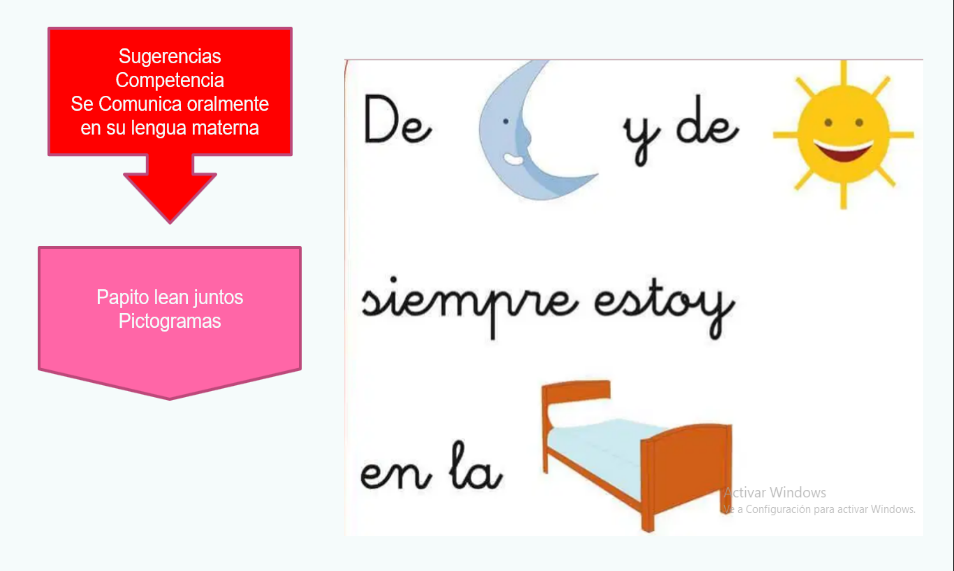 Sugerencias
Competencia
Se Comunica oralmente
en su lengua materna
Papito lean juntos
Pictogramas
De y de
siempre estoy
en la
Activar Windows
Ve a Configuración para activar Windows.